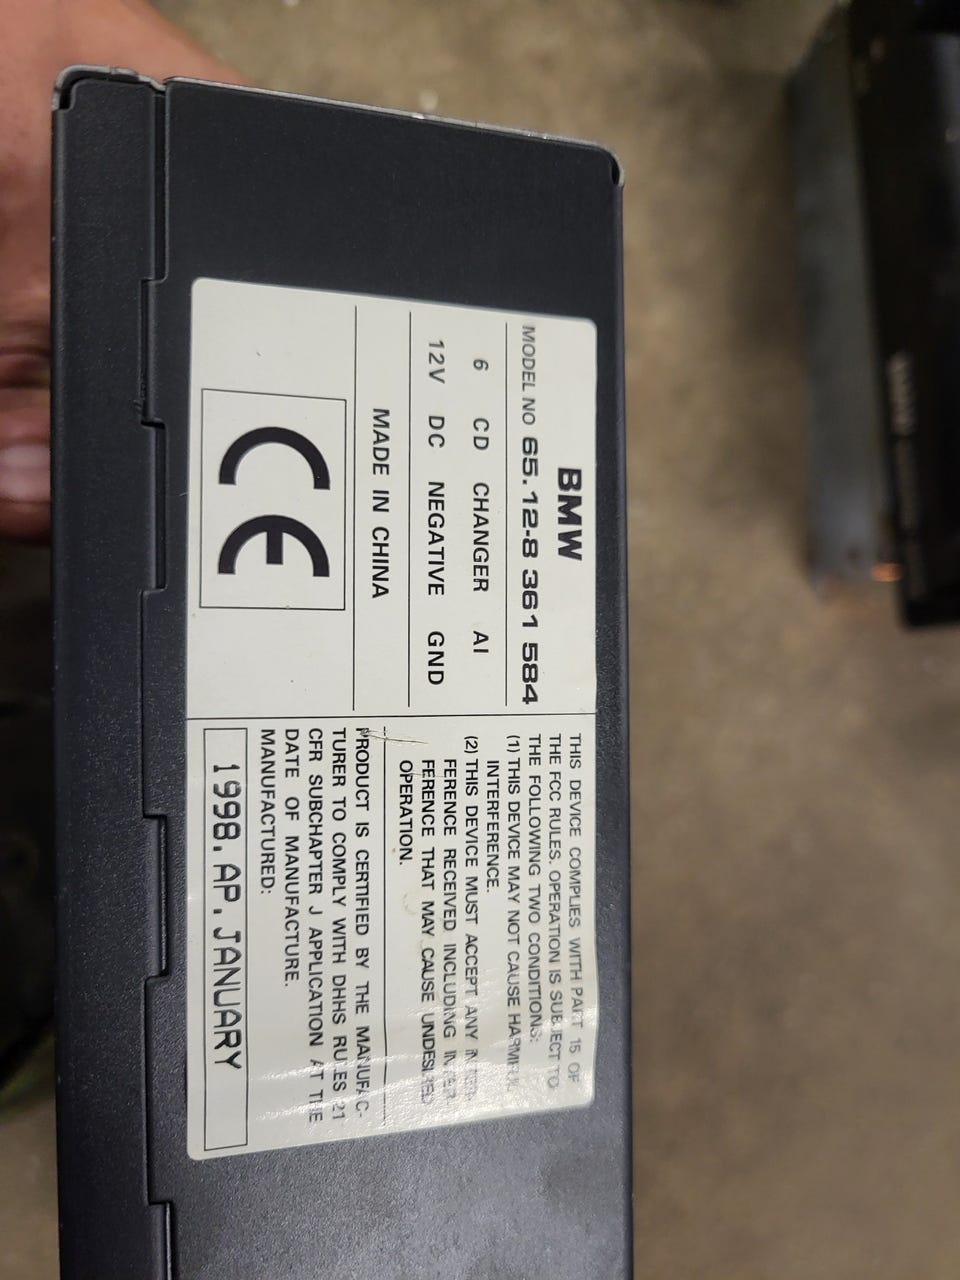 BMW
MODEL NO 65.12-8 361 584
6 CD CHANGER AI
12V DC NEGATIVE GND
MADE IN CHINA
CE
THIS DEVICE COMPLIES WITH PART 15 OF
THE FCC RULES. OPERATION IS SUBJECT TO
THE FOLLOWING TWO CONDITIONS:
(1) THIS DEVICE MAY NOT CAUSE HARMFUL
INTERFERENCE.
(2) THIS DEVICE MUST ACCEPT ANY INTER-
FERENCE RECEIVED INCLUDING INTER-
FERENCE THAT MAY CAUSE UNDESIRED
OPERATION.
PRODUCT IS CERTIFIED BY THE MANUFAC-
TURER TO COMPLY WITH DHHS RULES 21
CFR SUBCHAPTER J APPLICATION AT THE
DATE OF MANUFACTURE.
MANUFACTURED:
1998.AP.JANUARY